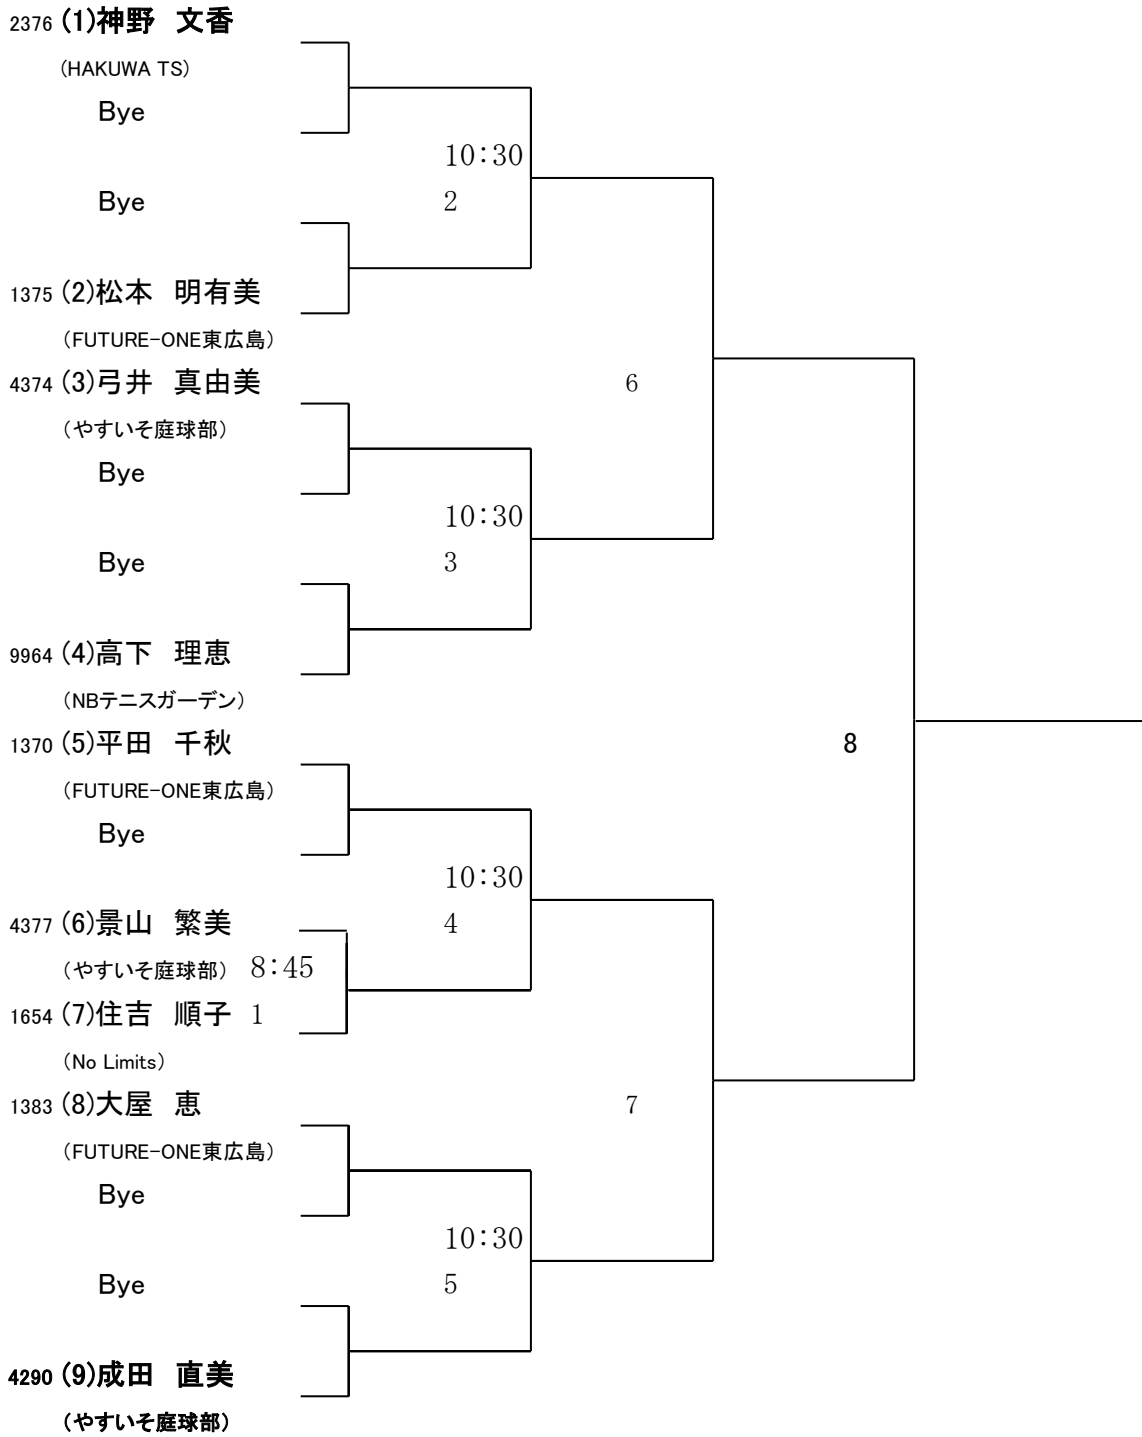 2376 (1)神野　文香
(HAKUWA TS)
Bye
10:30
Bye
2
1375 (2)松本　明有美
(FUTURE-ONE東広島)
4374 (3)弓井　真由美
6
(やすいそ庭球部)
Bye
10:30
Bye
3
9964 (4)高下　理恵
(NBテニスガーデン)
1370 (5)平田　千秋
8
(FUTURE-ONE東広島)
Bye
10:30
4377 (6)景山　繁美
4
(やすいそ庭球部) 8:45
1654 (7)住吉　順子 1
(No Limits)
1383 (8)大屋　恵
7
(FUTURE-ONE東広島)
Bye
10:30
Bye
5
4290 (9)成田　直美
(やすいそ庭球部)